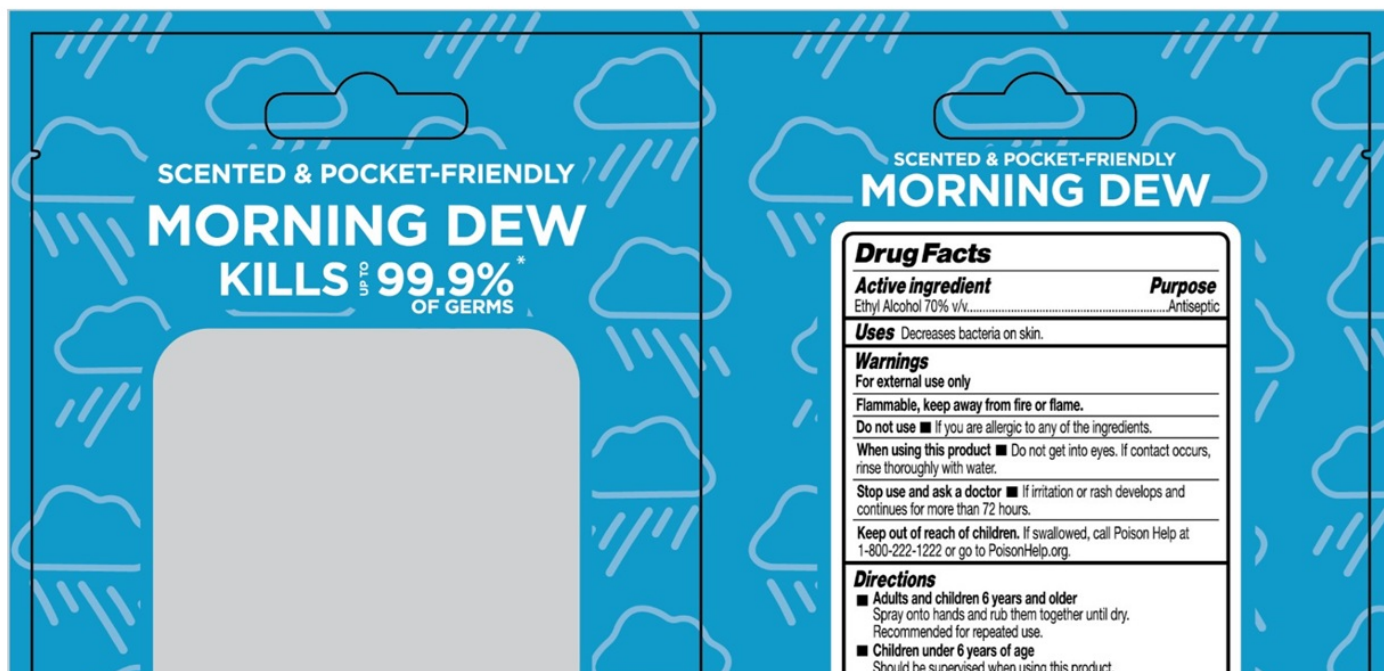 SCENTED & POCKET-FRIENDLY
MORNING DEW
KILLS UP TO 99.9%*
OF GERMS
SCENTED & POCKET-FRIENDLY
MORNING DEW
Drug Facts
Active ingredient Purpose
Ethyl Alcohol 70% v/v......Antiseptic
Uses Decreases bacteria on skin.
Warnings
For external use only
Flammable, keep away from fire or flame.
Do not use ■ If you are allergic to any of the ingredients.
When using this product ■ Do not get into eyes. If contact occurs,
rinse thoroughly with water.
Stop use and ask a doctor ■ If irritation or rash develops and
continues for more than 72 hours.
Keep out of reach of children. If swallowed, call Poison Help at
1-800-222-1222 or go to PoisonHelp.org.
Directions
■ Adults and children 6 years and older
Spray onto hands and rub them together until dry.
Recommended for repeated use.
■ Children under 6 years of age
Should be supervised when using this product.